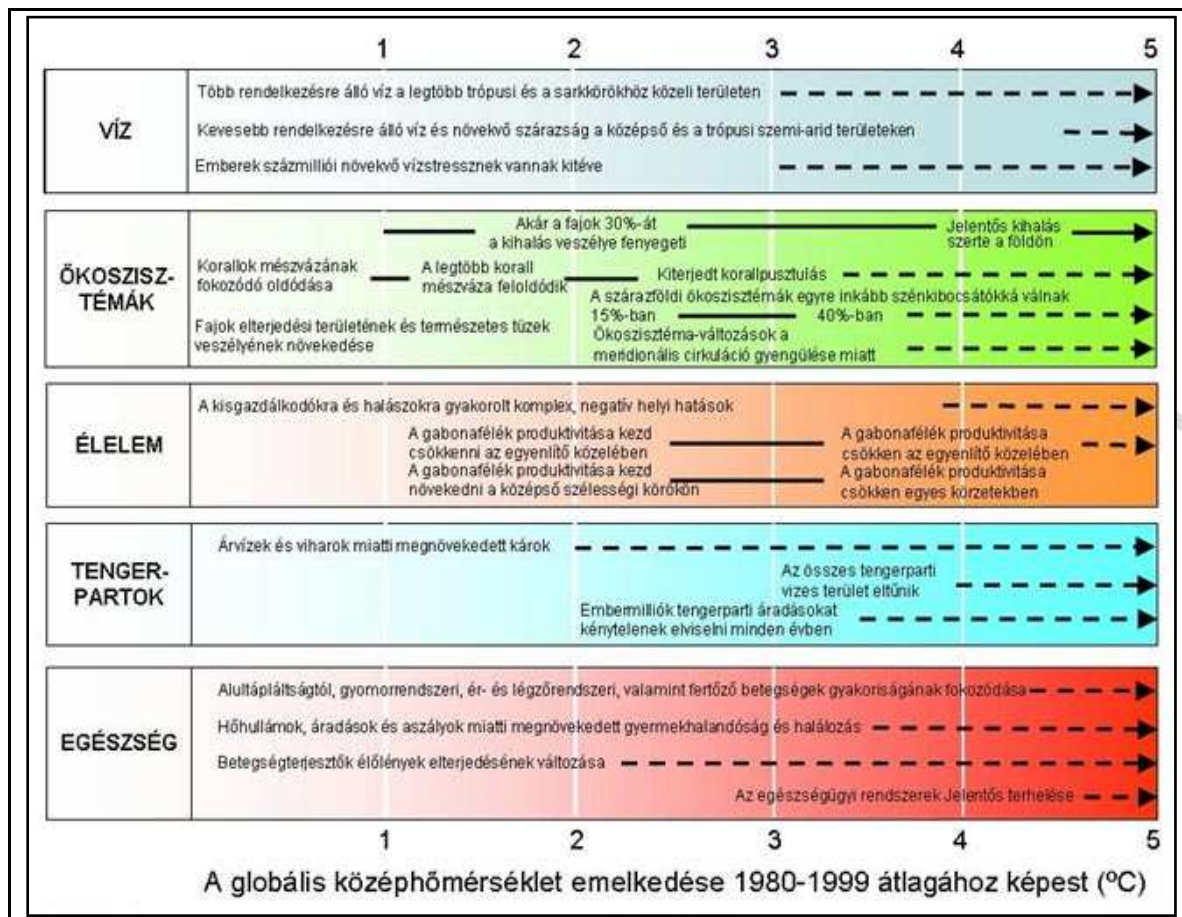 1 2 3 4 5
VÍZ
Több rendelkezésre álló víz a legtöbb trópusi és a sarkkörökhöz közeli területen
Kevesebb rendelkezésre álló víz és növekvő szárazság a középső és a trópusi szemi-arid területeken
Emberek százmilliói növekvő vízstressznek vannak kitéve
ÖKOSZISZ-
TÉMÁK
Akár a fajok 30%-át
a kihalás veszélye fenyegeti
Jelentős kihalás
szerte a földön
Korallok mészvázának
fokozódó oldódása
A legtöbb korall
mészváza feloldódik
Kiterjedt korallpusztulás
A szárazföldi ökoszisztémák egyre inkább szénkibocsátókká válnak
15%-ban 40%-ban
Fajok elterjedési területének és természetes tüzek
veszélyének növekedése
Ökoszisztéma-változások a
meridionális cirkuláció gyengülése miatt
ÉLELEM
A kisgazdálkodókra és halászokra gyakorolt komplex, negatív helyi hatások
A gabonafélék produktivitása kezd
csökkenni az egyenlítő közelében
A gabonafélék produktivitása
csökken az egyenlítő közelében
A gabonafélék produktivitása kezd
növekedni a középső szélességi körökön
A gabonafélék produktivitása
csökken egyes körzetekben
TENGER-
PARTOK
Árvízek és viharok miatti megnövekedett károk
Az összes tengerparti
vizes terület eltűnik
Embermilliók tengerparti áradásokat
kénytelenek elviselni minden évben
EGÉSZSÉG
Alultápláltságtól, gyomorrendszeri, ér- és légzőrendszeri, valamint fertőző betegségek gyakoriságának fokozódása
Hőhullámok, áradások és aszályok miatti megnövekedett gyermekhalandóság és halálozás
Betegségterjesztők élőlények elterjedésének változása
Az egészségügyi rendszerek Jelentős terhelése
1 2 3 4 5
A globális középhőmérséklet emelkedése 1980-1999 átlagához képest (ºC)